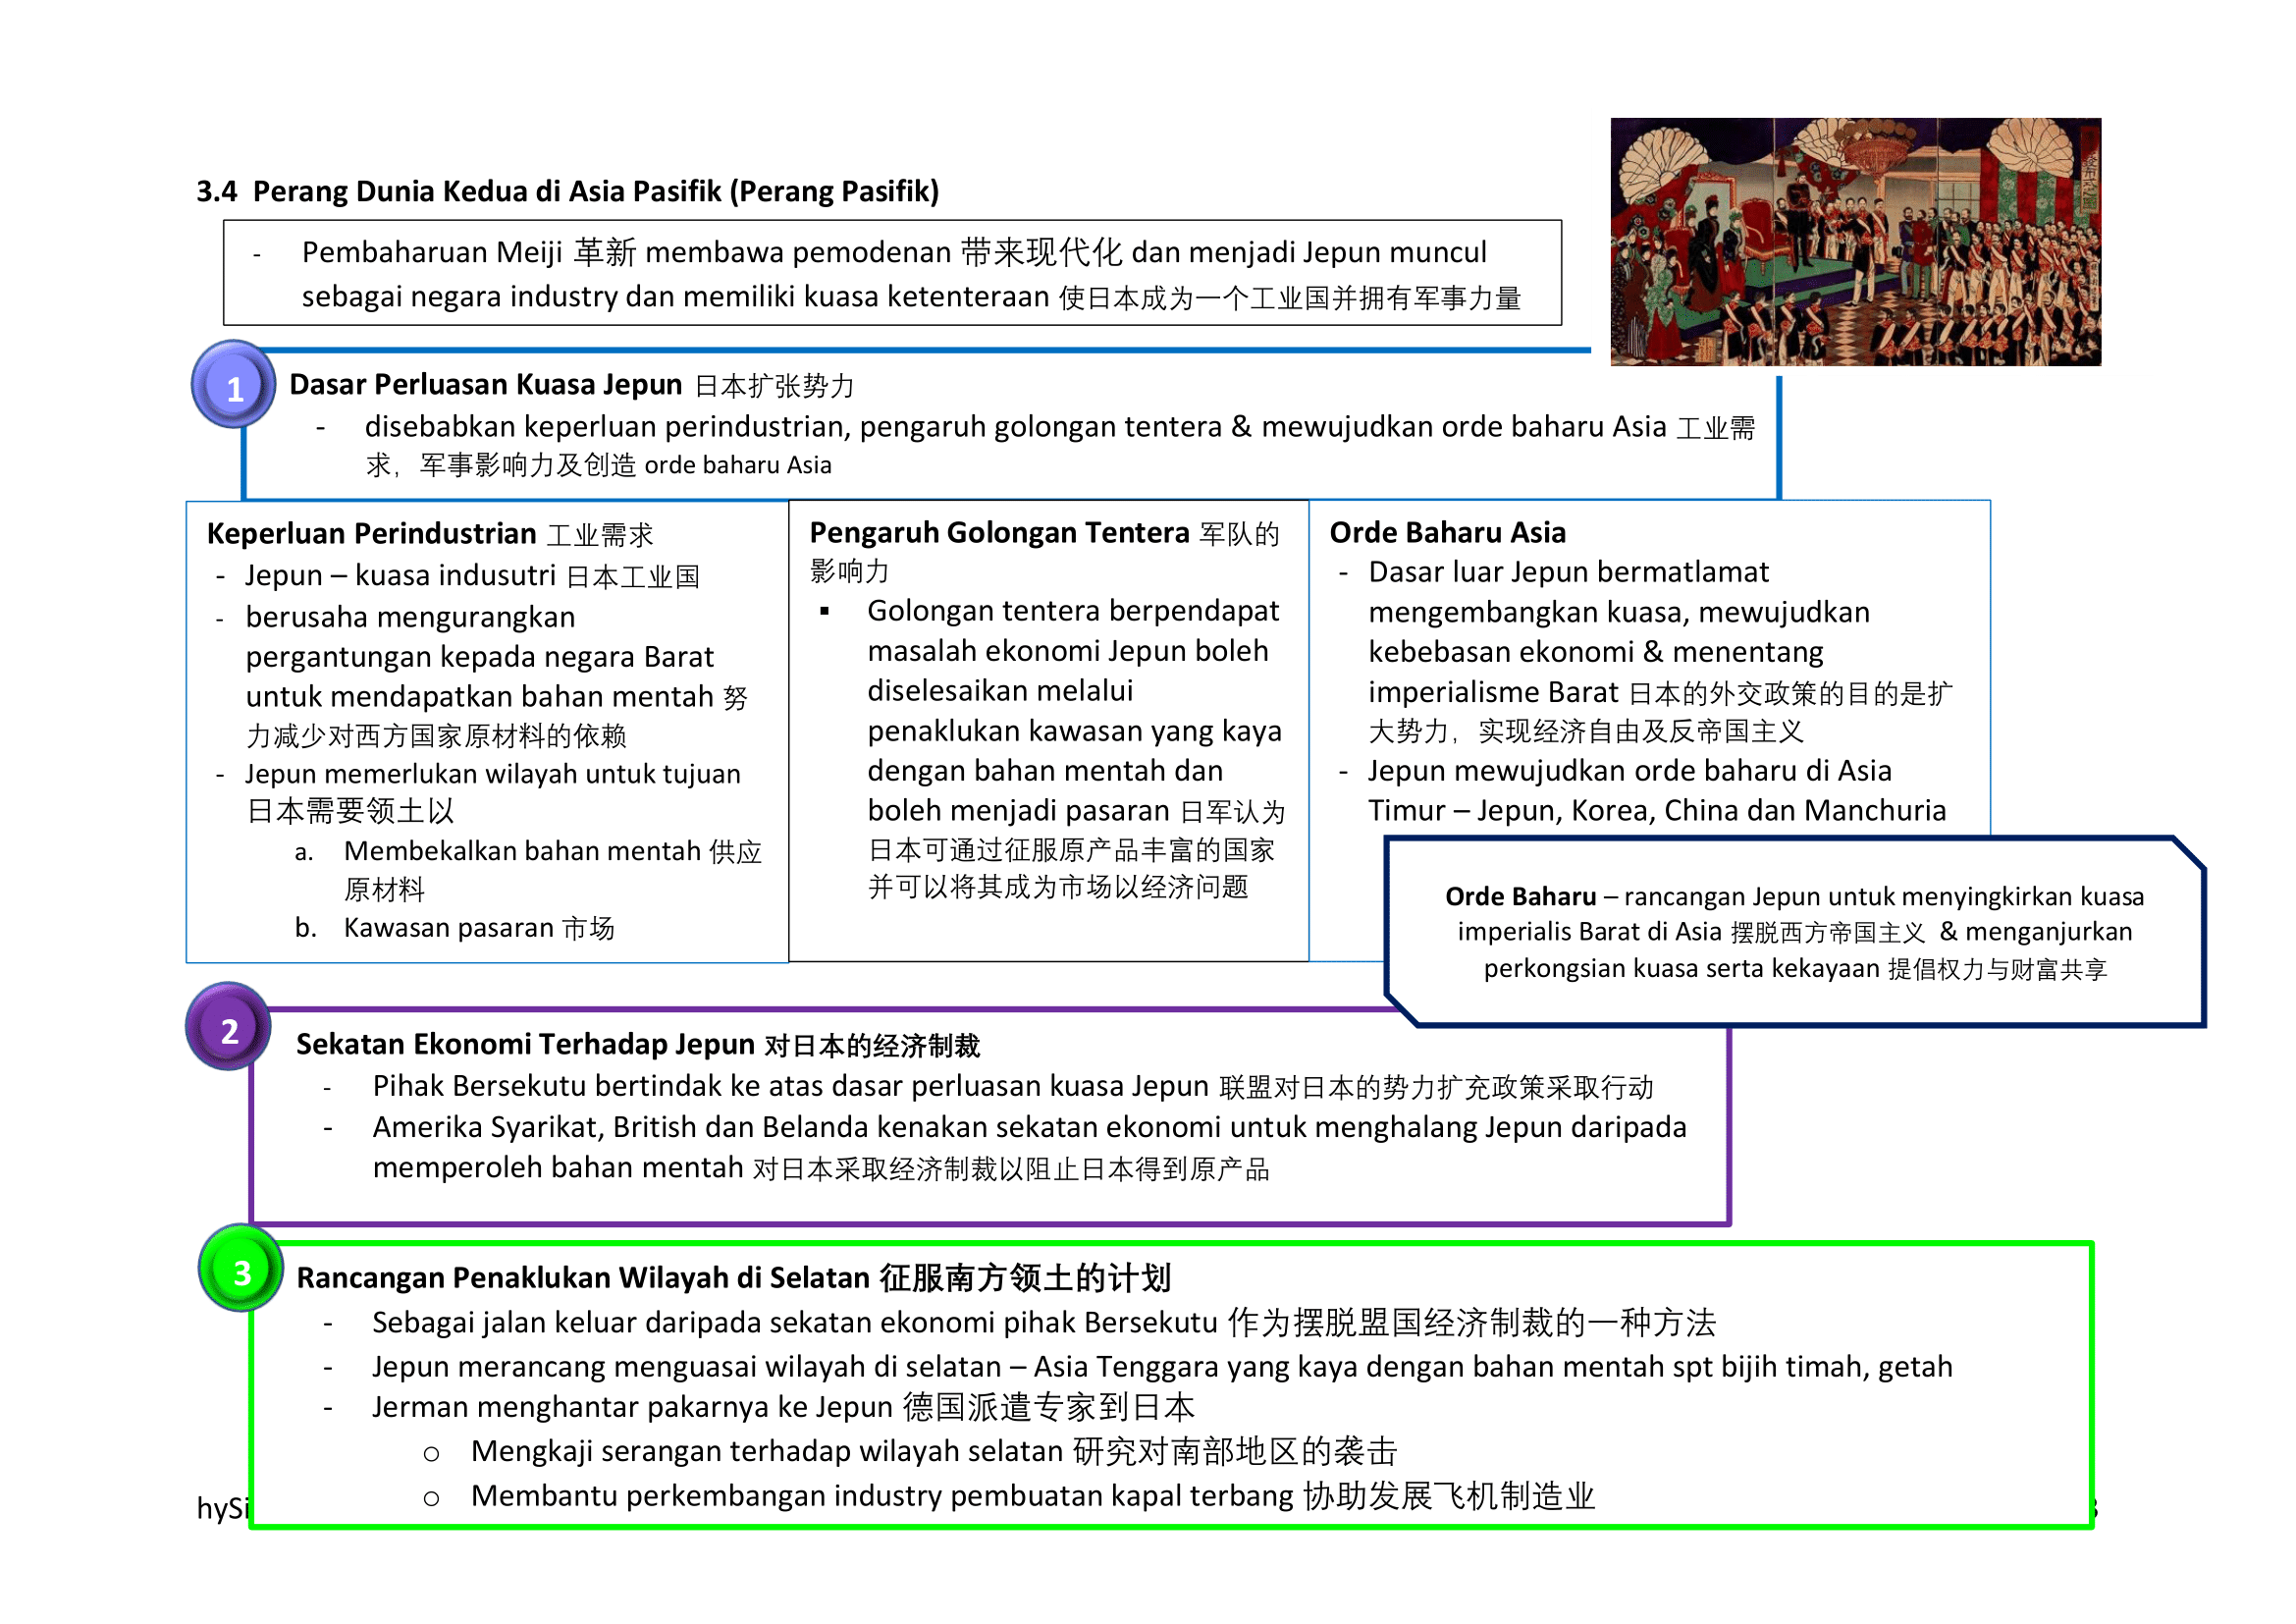 3.4 Perang Dunia Kedua di Asia Pasifik (Perang Pasifik)
- Pembaharuan Meiji 革新 membawa pemodenan 带来现代化 dan menjadi Jepun muncul
sebagai negara industry dan memiliki kuasa ketenteraan 使日本成为一个工业国并拥有军事力量
1
Dasar Perluasan Kuasa Jepun 日本扩张势力
- disebabkan keperluan perindustrian, pengaruh golongan tentera & mewujudkan orde baharu Asia 工业需
求，军事影响力及创造 orde baharu Asia
Keperluan Perindustrian 工业需求
- Jepun – kuasa indusutri 日本工业国
- berusaha mengurangkan
pergantungan kepada negara Barat
untuk mendapatkan bahan mentah 努
力减少对西方国家原材料的依赖
- Jepun memerlukan wilayah untuk tujuan
日本需要领土以
a. Membekalkan bahan mentah 供应
原材料
b. Kawasan pasaran 市场
Pengaruh Golongan Tentera 军队的
影响力
▪ Golongan tentera berpendapat
masalah ekonomi Jepun boleh
diselesaikan melalui
penaklukan kawasan yang kaya
dengan bahan mentah dan
boleh menjadi pasaran 日军认为
日本可通过征服原产品丰富的国家
并可以将其成为市场以经济问题
Orde Baharu Asia
- Dasar luar Jepun bermatlamat
mengembangkan kuasa, mewujudkan
kebebasan ekonomi & menentang
imperialisme Barat 日本的外交政策的目的是扩
大势力，实现经济自由及反帝国主义
- Jepun mewujudkan orde baharu di Asia
Timur – Jepun, Korea, China dan Manchuria
Orde Baharu – rancangan Jepun untuk menyingkirkan kuasa
imperialis Barat di Asia 摆脱西方帝国主义 & menganjurkan
perkongsian kuasa serta kekayaan 提倡权力与财富共享
2
Sekatan Ekonomi Terhadap Jepun 对日本的经济制裁
- Pihak Bersekutu bertindak ke atas dasar perluasan kuasa Jepun 联盟对日本的势力扩充政策采取行动
- Amerika Syarikat, British dan Belanda kenakan sekatan ekonomi untuk menghalang Jepun daripada
memperoleh bahan mentah 对日本采取经济制裁以阻止日本得到原产品
3
Rancangan Penaklukan Wilayah di Selatan 征服南方领土的计划
- Sebagai jalan keluar daripada sekatan ekonomi pihak Bersekutu 作为摆脱盟国经济制裁的一种方法
- Jepun merancang menguasai wilayah di selatan – Asia Tenggara yang kaya dengan bahan mentah spt bijih timah, getah
- Jerman menghantar pakarnya ke Jepun 德国派遣专家到日本
o Mengkaji serangan terhadap wilayah selatan 研究对南部地区的袭击
o Membantu perkembangan industry pembuatan kapal terbang 协助发展飞机制造业
hySi